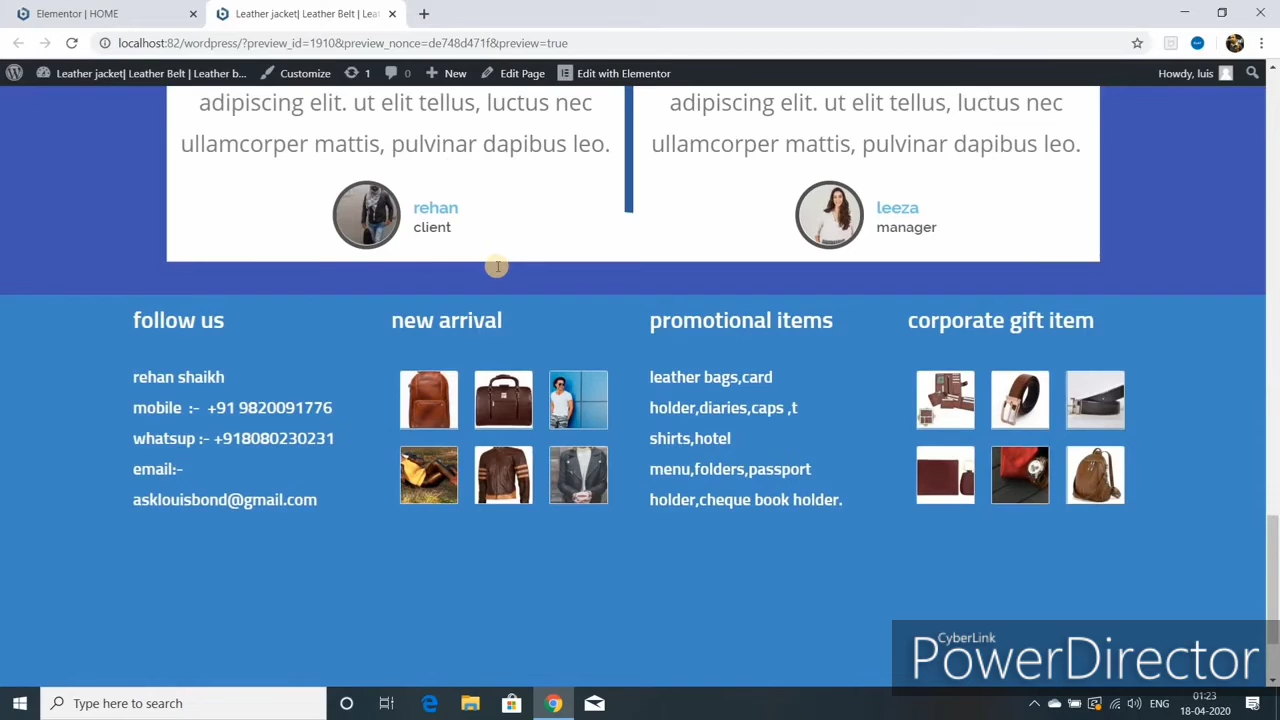 Elementor | HOME
Leather jacket| Leather Belt | Lea
localhost:82/wordpress/?preview_id=1910&preview_nonce=de748d471f&preview=true
Leather jacket| Leather Belt | Leather b...
Customize
1
0
New
Edit Page
Edit with Elementor
Howdy, luis
adipiscing elit. ut elit tellus, luctus nec
ullamcorper mattis, pulvinar dapibus leo.
rehan
client
adipiscing elit. ut elit tellus, luctus nec
ullamcorper mattis, pulvinar dapibus leo.
leeza
manager
follow us
rehan shaikh
mobile :- +91 9820091776
whatsup :- +918080230231
email:-
asklouisbond@gmail.com
new arrival
promotional items
leather bags,card
holder,diaries,caps ,t
shirts,hotel
menu,folders,passport
holder,cheque book holder.
corporate gift item
CyberLink
PowerDirector
Type here to search
ENG
01:23
18-04-2020